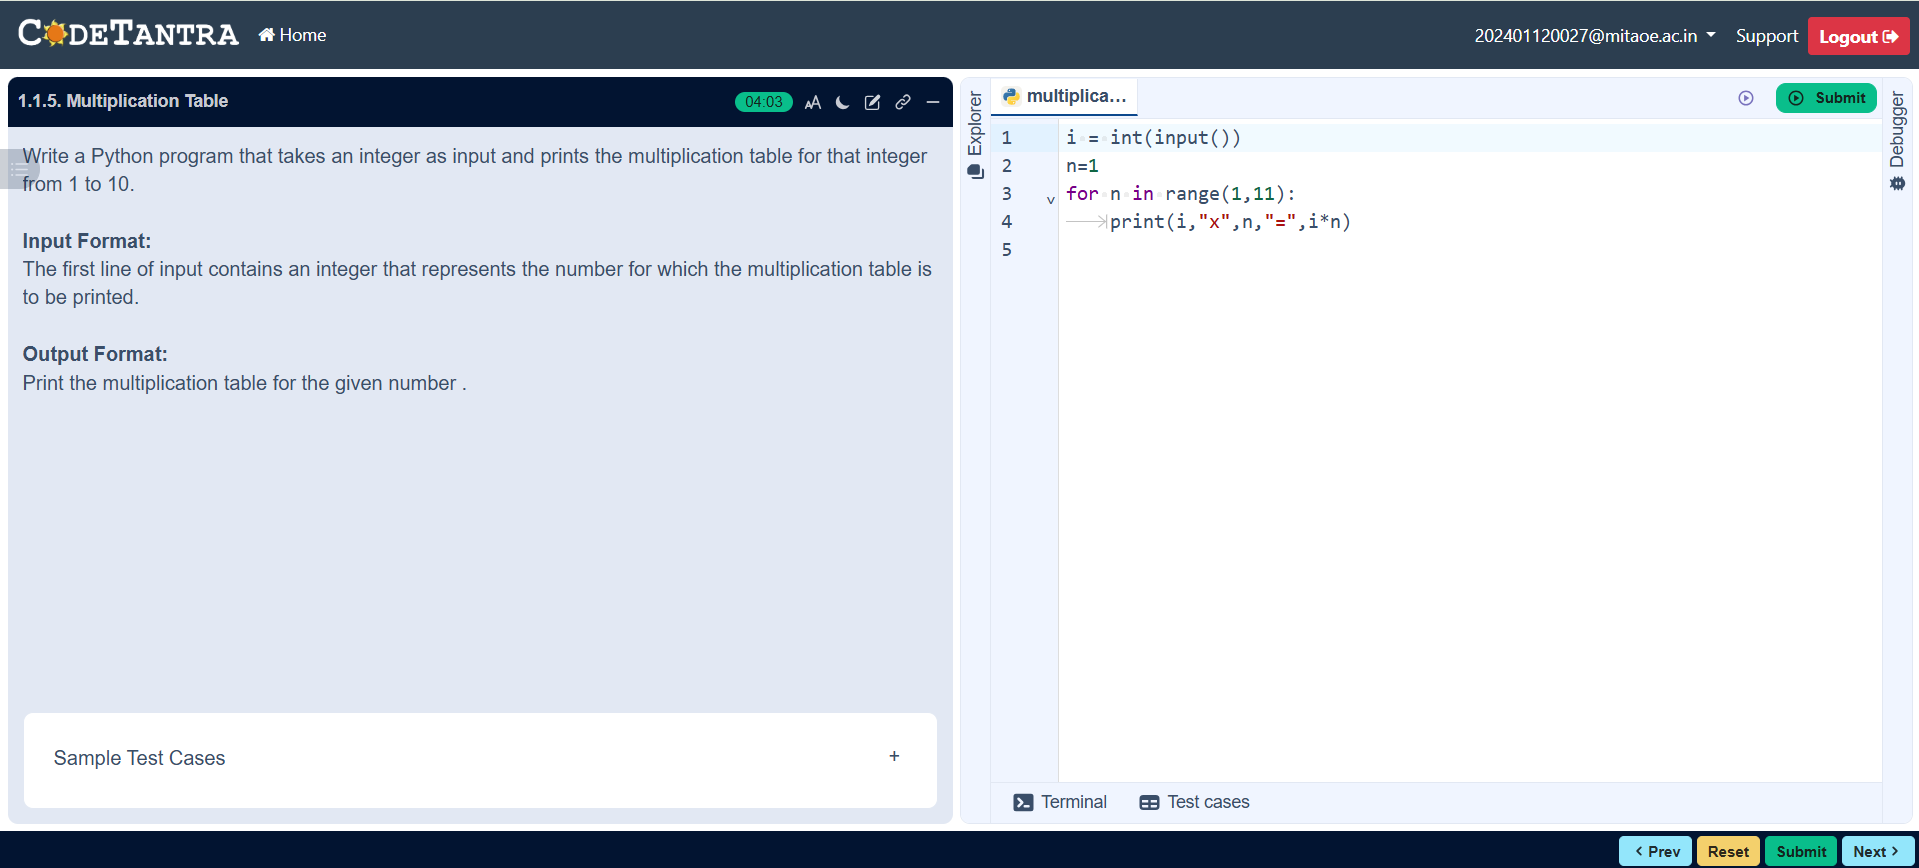 CODETANTRA Home 202401120027@mitaoe.ac.in Support Logout
1.1.5. Multiplication Table 04:03 AA
Write a Python program that takes an integer as input and prints the multiplication table for that integer
from 1 to 10.
Input Format:
The first line of input contains an integer that represents the number for which the multiplication table is
to be printed.
Output Format:
Print the multiplication table for the given number .
Sample Test Cases +
Explorer
multiplica...
Submit
Debugger
1 i = int(input())
2 n=1
3 for n in range(1,11):
4 print(i,"x",n,"=",i*n)
5
Terminal Test cases
< Prev Reset Submit Next >